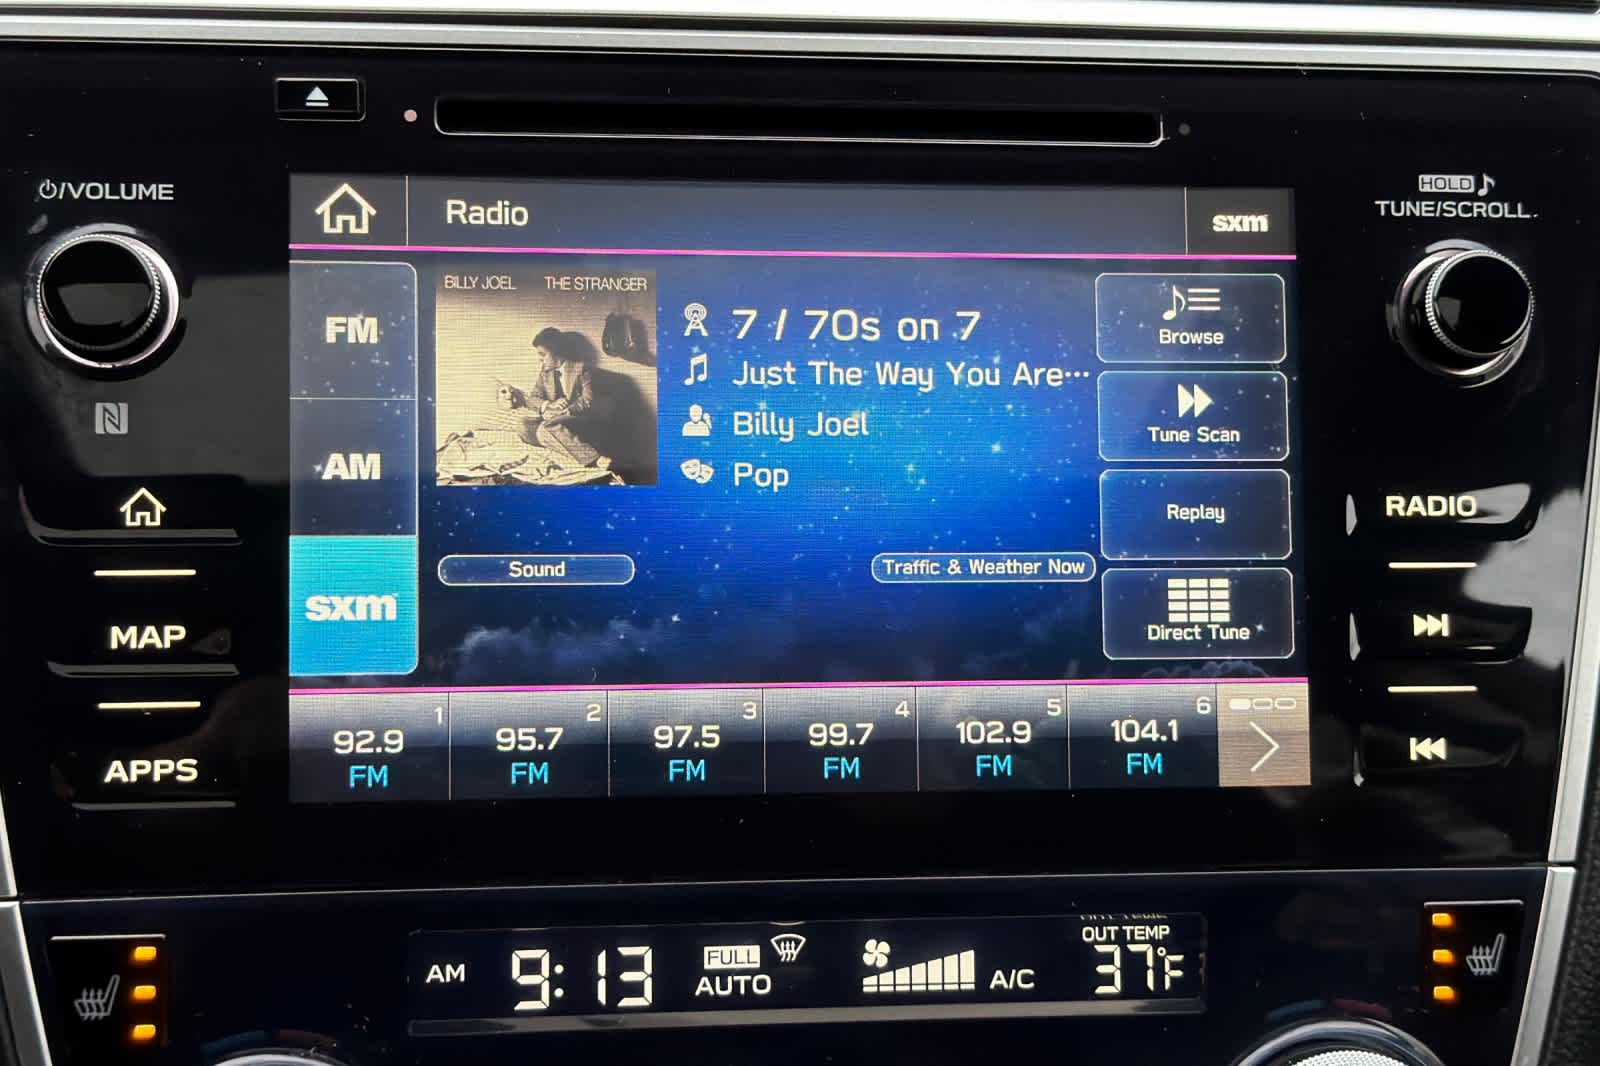 /VOLUME
HOLD
TUNE/SCROLL
Radio
sxm
FM
AM
sxm
BILLY JOEL THE STRANGER
7 / 70s on 7
Just The Way You Are…
Billy Joel
Pop
Sound
Traffic & Weather Now
Browse
Tune Scan
Replay
Direct Tune
MAP
APPS
RADIO
1
92.9
FM
2
95.7
FM
3
97.5
FM
4
99.7
FM
5
102.9
FM
6
104.1
FM
AM 9:13
FULL
AUTO
A/C
OUT TEMP
37°F